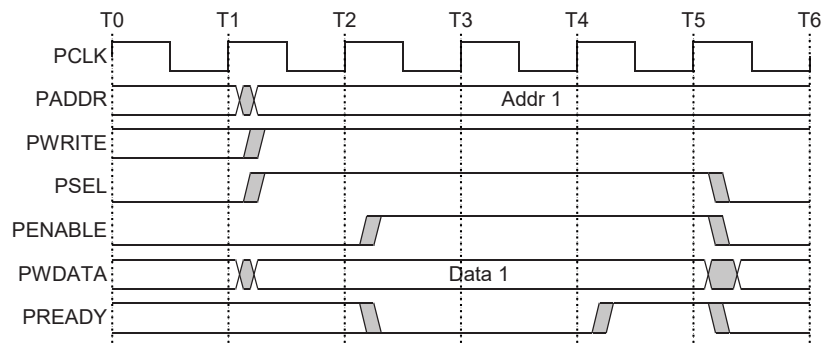 T0 T1 T2 T3 T4 T5 T6
PCLK
PADDR Addr 1
PWRITE
PSEL
PENABLE
PWDATA Data 1
PREADY